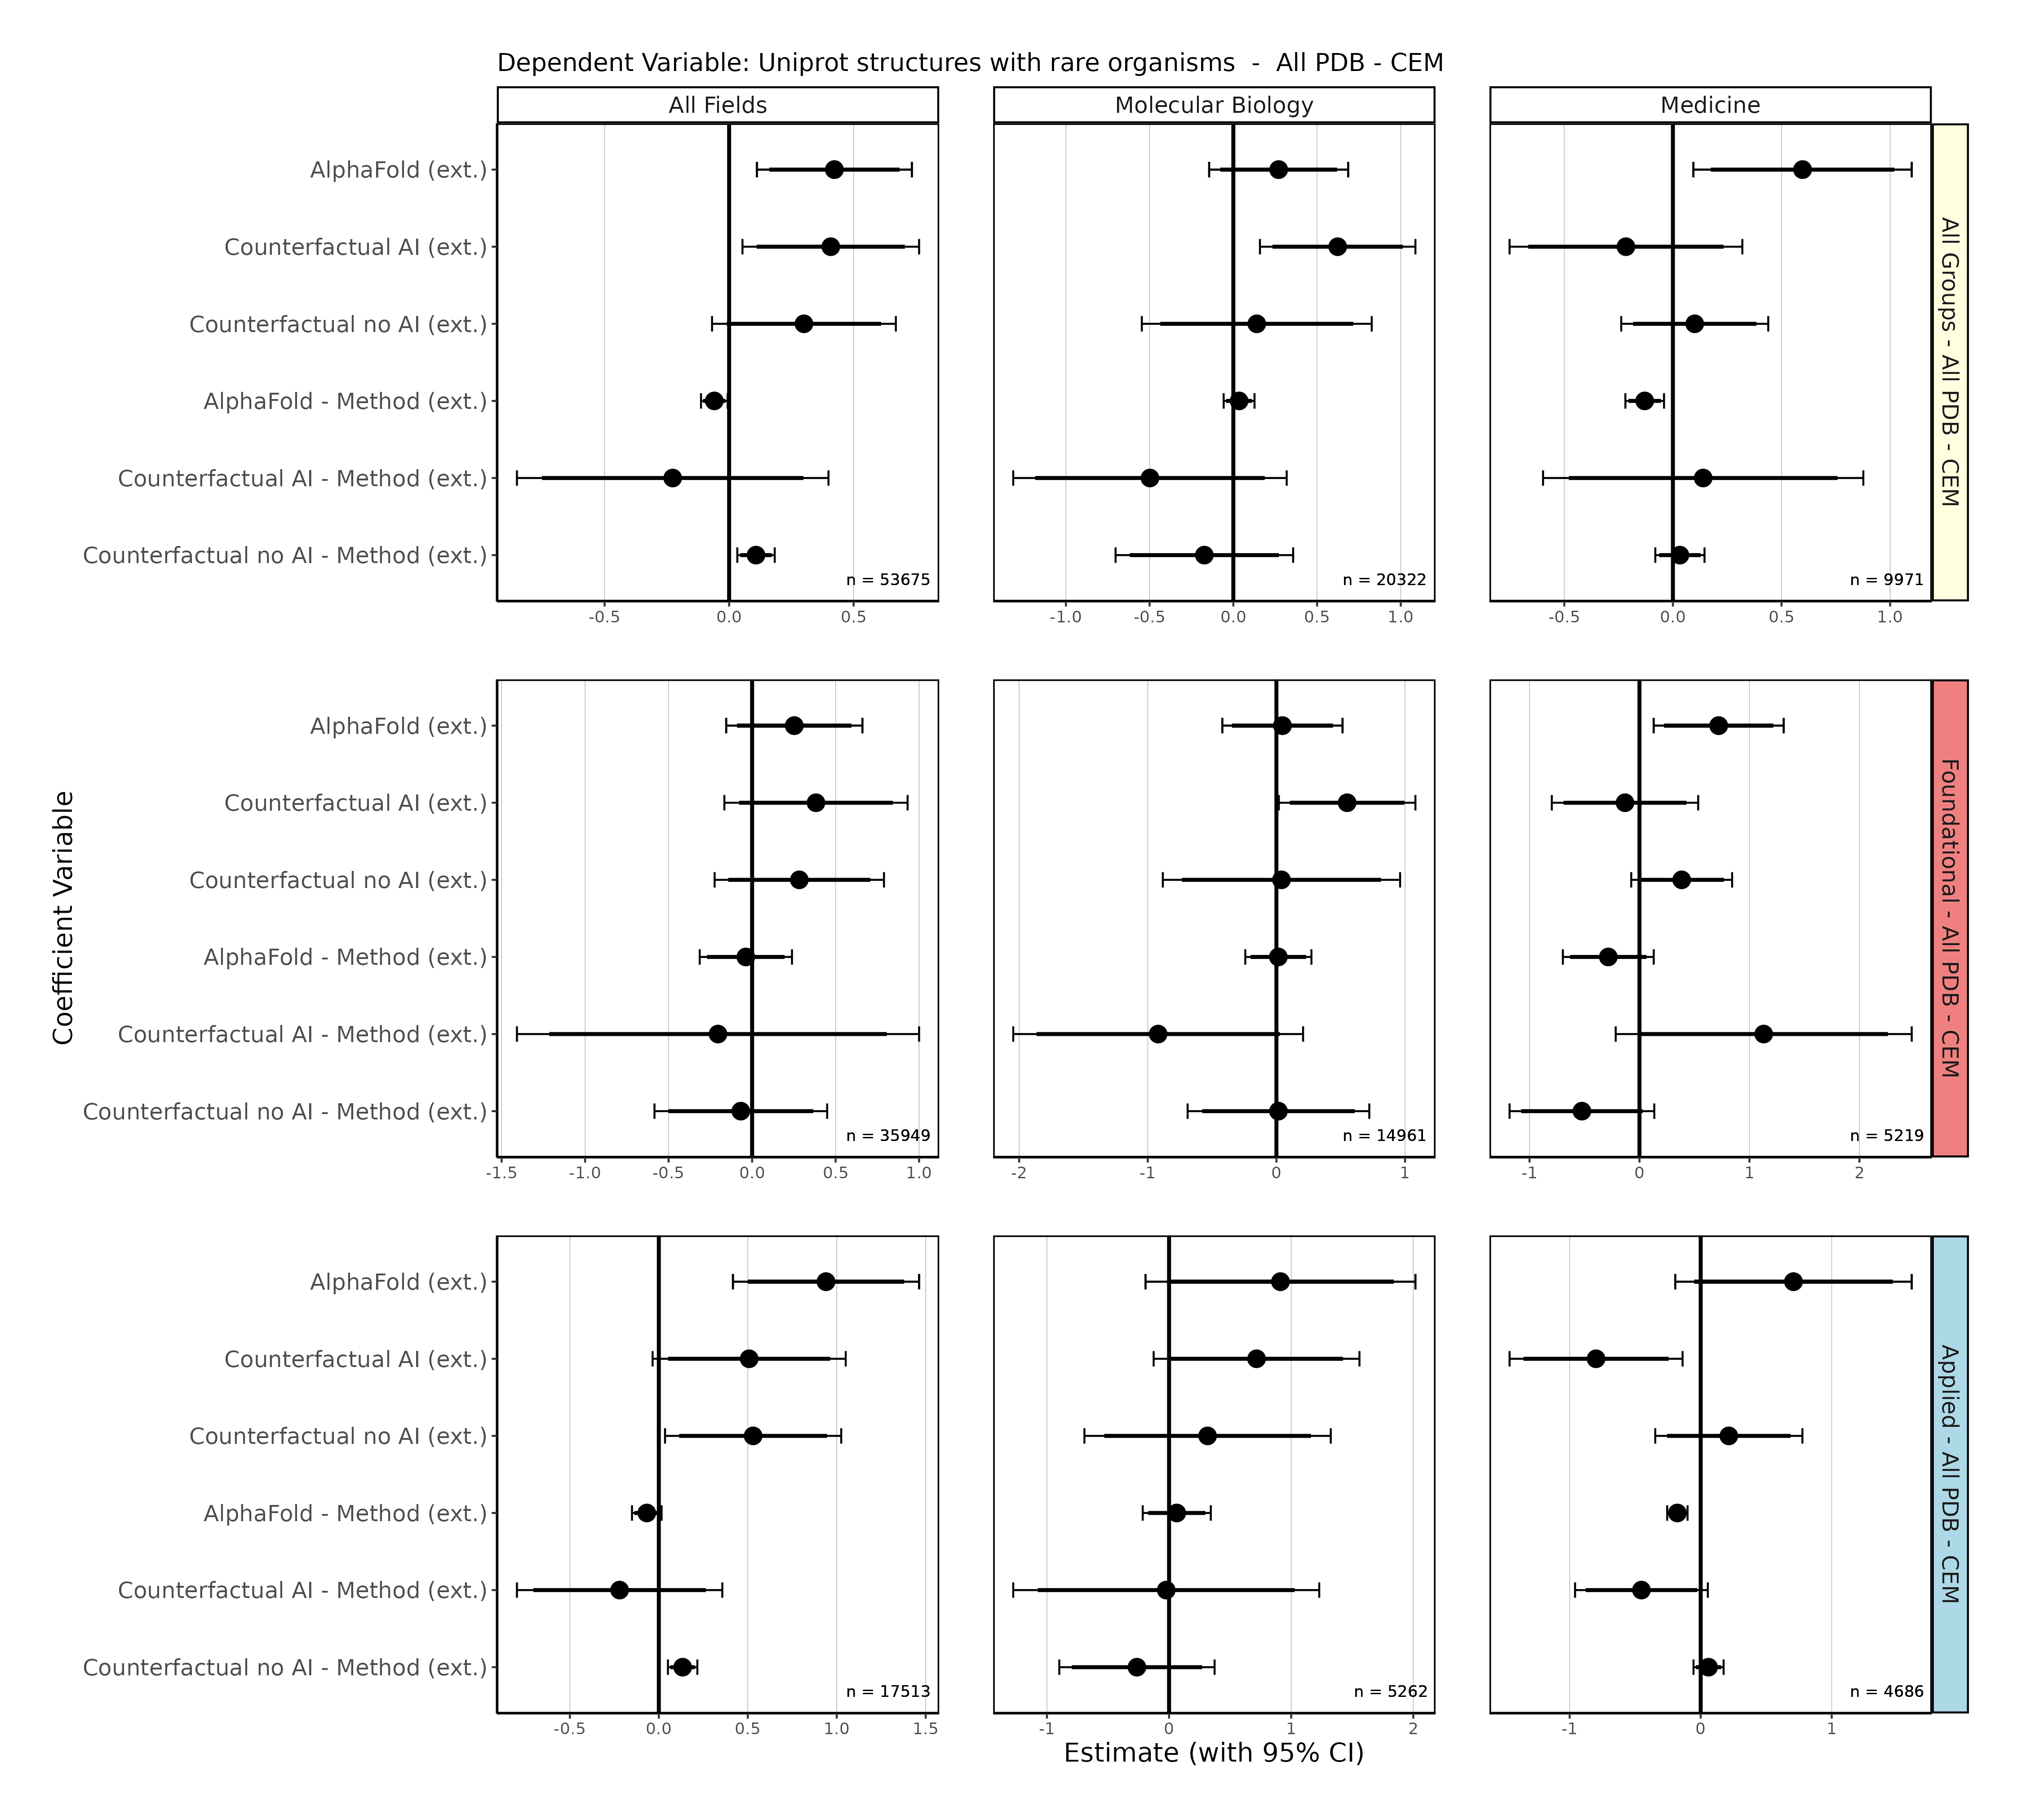 Dependent Variable: Uniprot structures with rare organisms  -  All PDB - CEM
All Fields
Molecular Biology
Medicine
AlphaFold (ext.)
Counterfactual AI (ext.)
Counterfactual no AI (ext.)
AlphaFold - Method (ext.)
Counterfactual AI - Method (ext.)
Counterfactual no AI - Method (ext.)
n = 53675
n = 20322
n = 9971
All Groups - All PDB - CEM
-0.5 0.0 0.5
-1.0 -0.5 0.0 0.5 1.0
-0.5 0.0 0.5 1.0
Coefficient Variable
AlphaFold (ext.)
Counterfactual AI (ext.)
Counterfactual no AI (ext.)
AlphaFold - Method (ext.)
Counterfactual AI - Method (ext.)
Counterfactual no AI - Method (ext.)
n = 35949
n = 14961
n = 5219
Foundational - All PDB - CEM
-1.5 -1.0 -0.5 0.0 0.5 1.0
-2 -1 0 1
-1 0 1 2
AlphaFold (ext.)
Counterfactual AI (ext.)
Counterfactual no AI (ext.)
AlphaFold - Method (ext.)
Counterfactual AI - Method (ext.)
Counterfactual no AI - Method (ext.)
n = 17513
n = 5262
n = 4686
Applied - All PDB - CEM
-0.5 0.0 0.5 1.0 1.5
-1 0 1 2
-1 0 1
Estimate (with 95% CI)